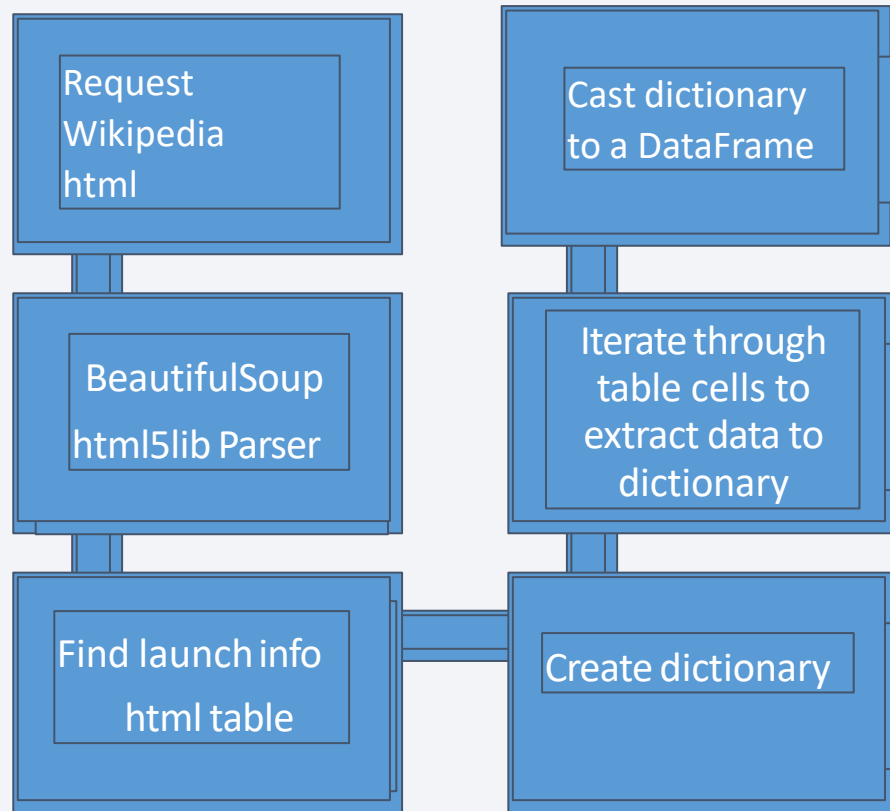 Request
Wikipedia
html
BeautifulSoup
html5lib Parser
Find launch info
html table
Create dictionary
Iterate through
table cells to
extract data to
dictionary
Cast dictionary
to a DataFrame